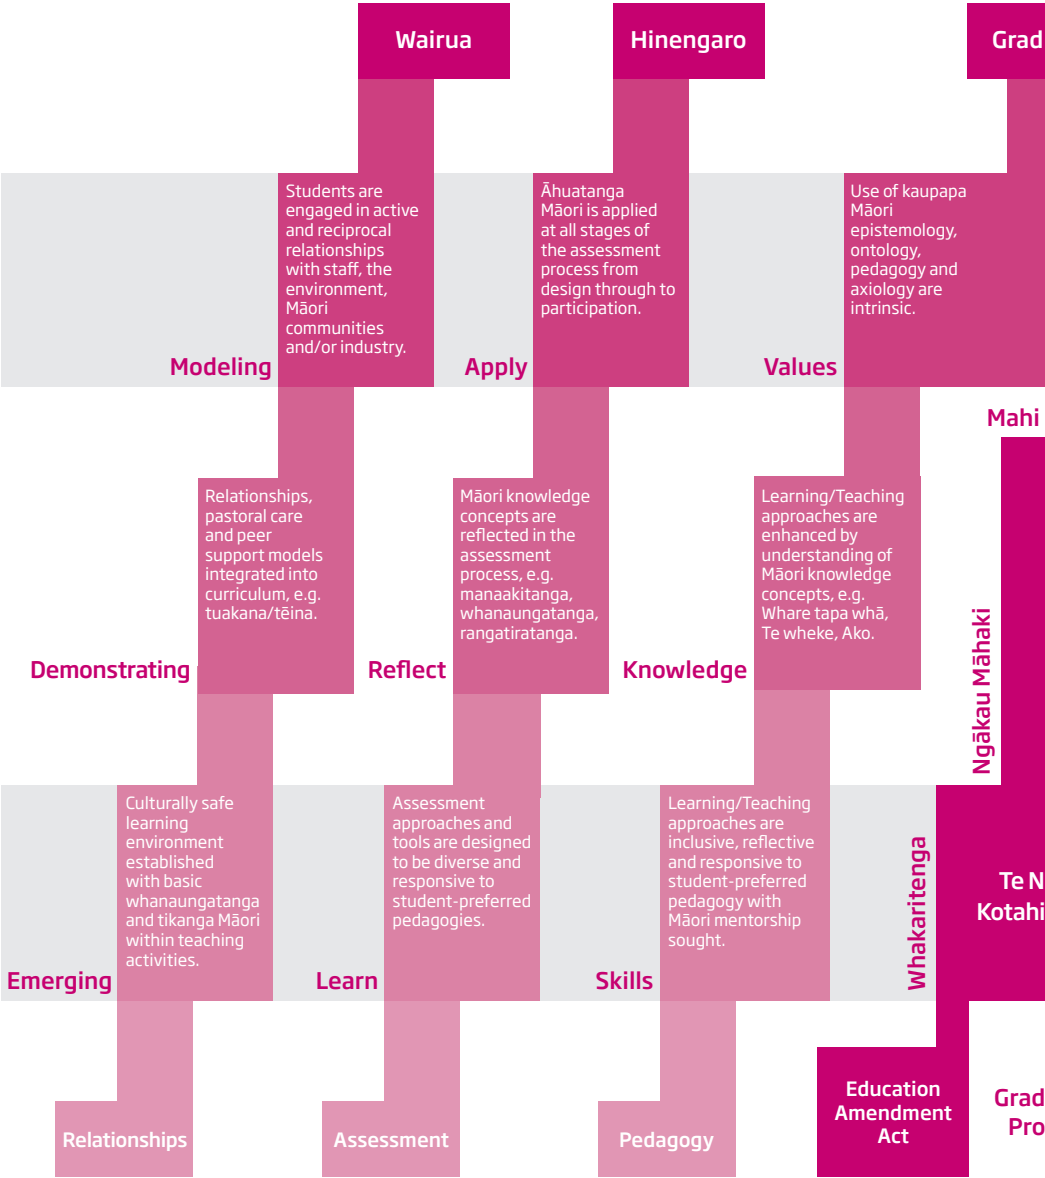 Wairua
Hinengaro
Grad
Students are
engaged in active
and reciprocal
relationships
with staff, the
environment,
Māori
communities
and/or industry.
Modeling
Āhuatanga
Māori is applied
at all stages of
the assessment
process from
design through to
participation.
Apply
Use of kaupapa
Māori
epistemology,
ontology,
pedagogy and
axiology are
intrinsic.
Values
Mahi
Relationships,
pastoral care
and peer
support models
integrated into
curriculum, e.g.
tuakana/tēina.
Demonstrating
Māori knowledge
concepts are
reflected in the
assessment
process, e.g.
manaakitanga,
whanaungatanga,
rangatiratanga.
Reflect
Learning/Teaching
approaches are
enhanced by
understanding of
Māori knowledge
concepts, e.g.
Whare tapa whā,
Te wheke, Ako.
Knowledge
Ngākau Māhaki
Culturally safe
learning
environment
established
with basic
whanaungatanga
and tikanga Māori
within teaching
activities.
Emerging
Assessment
approaches and
tools are designed
to be diverse and
responsive to
student-preferred
pedagogies.
Learn
Learning/Teaching
approaches are
inclusive, reflective
and responsive to
student-preferred
pedagogy with
Māori mentorship
sought.
Skills
Whakaritenga
Te N
Kotahi
Relationships
Assessment
Pedagogy
Education
Amendment
Act
Grad
Pro